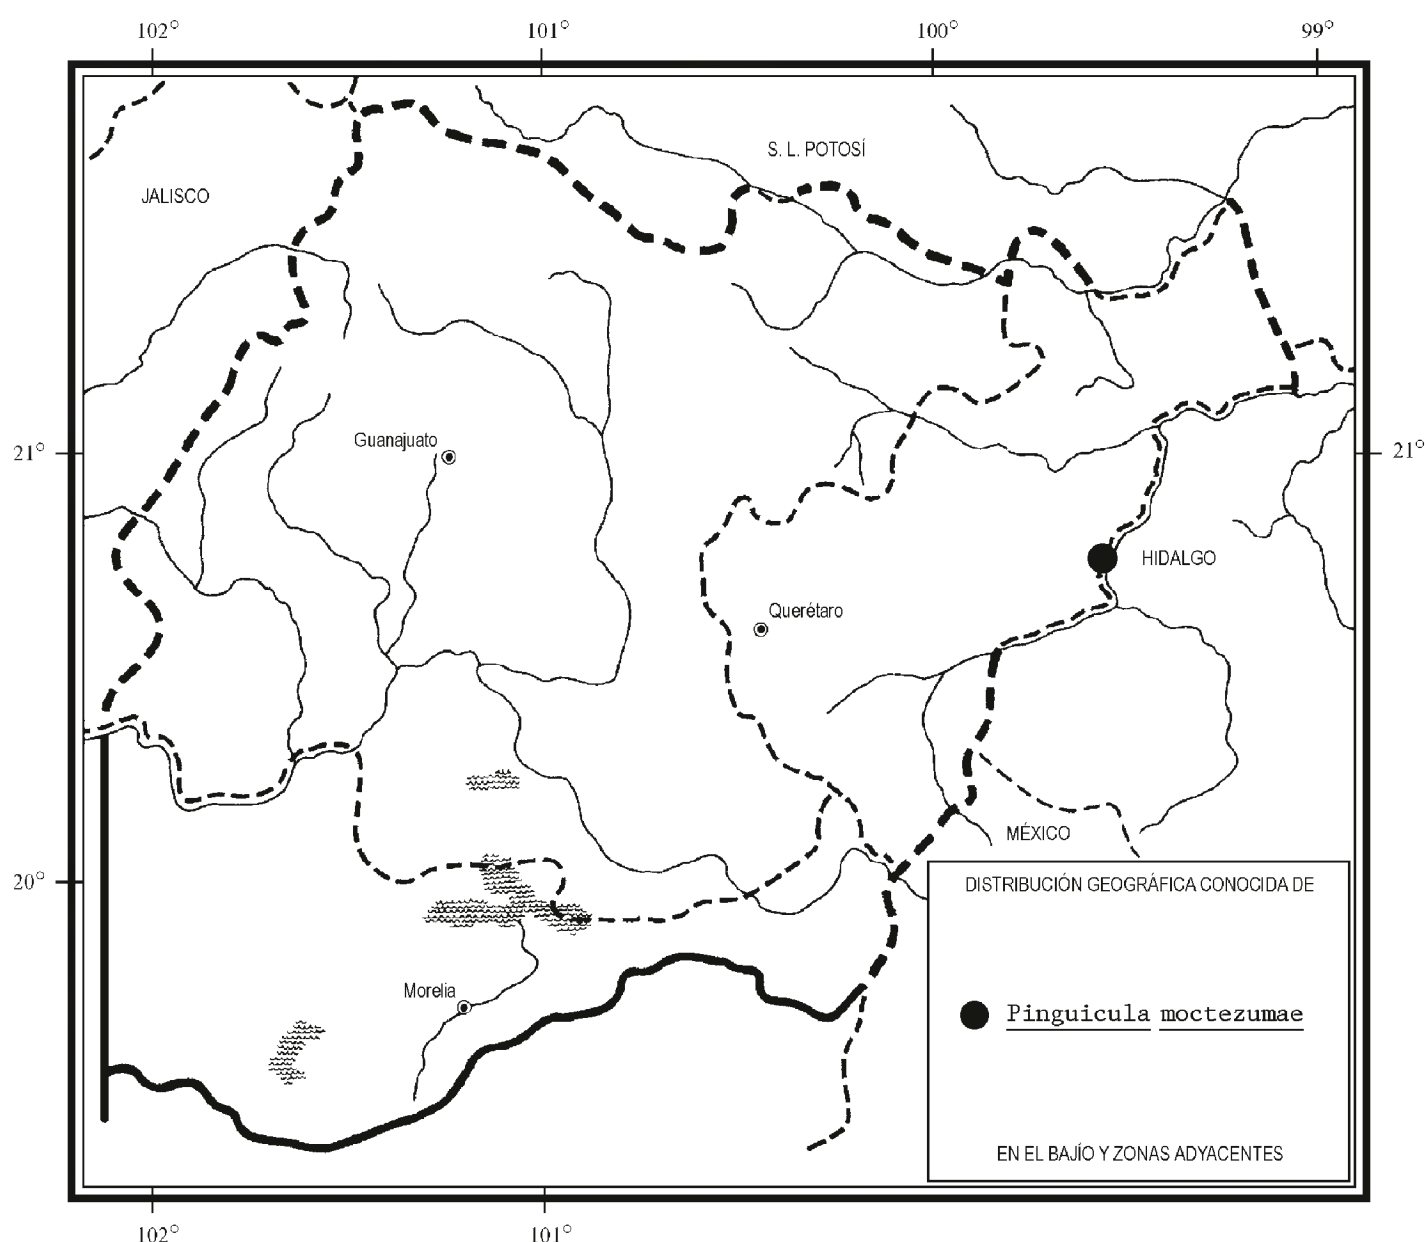 102° 101° 100° 99°
S. L. POTOSÍ
JALISCO
Guanajuato
21° 21°
HIDALGO
Querétaro
MÉXICO
20°
DISTRIBUCIÓN GEOGRÁFICA CONOCIDA DE
Morelia
Pinguicula moctezumae
EN EL BAJÍO Y ZONAS ADYACENTES
102° 101°